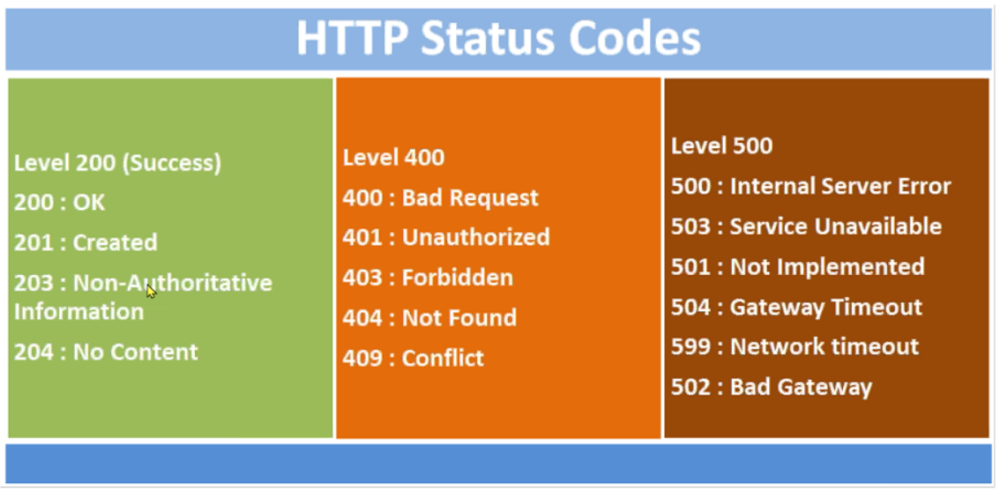 HTTP Status Codes
Level 200 (Success)
200 : OK
201 : Created
203 : Non-Authoritative
Information
204 : No Content
Level 400
400 : Bad Request
401 : Unauthorized
403 : Forbidden
404 : Not Found
409 : Conflict
Level 500
500 : Internal Server Error
503 : Service Unavailable
501 : Not Implemented
504 : Gateway Timeout
599 : Network timeout
502 : Bad Gateway